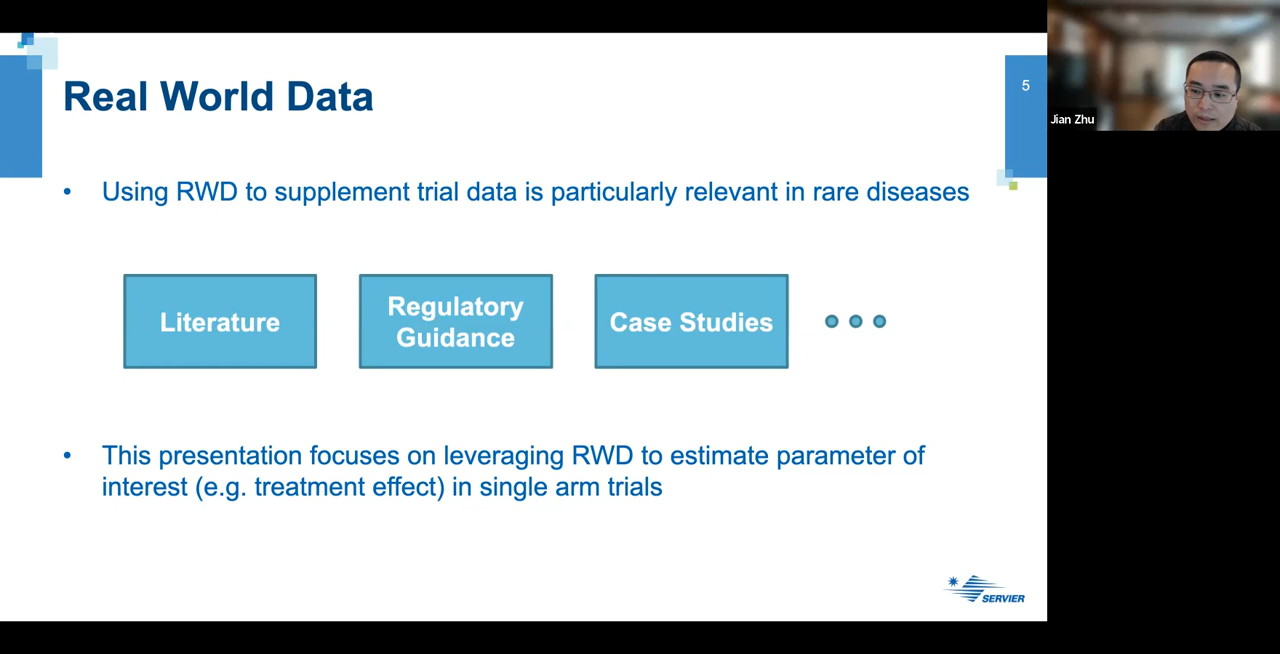 Real World Data
5
Jian Zhu
• Using RWD to supplement trial data is particularly relevant in rare diseases
Literature
Regulatory
Guidance
Case Studies
• This presentation focuses on leveraging RWD to estimate parameter of
interest (e.g. treatment effect) in single arm trials
SERVIER